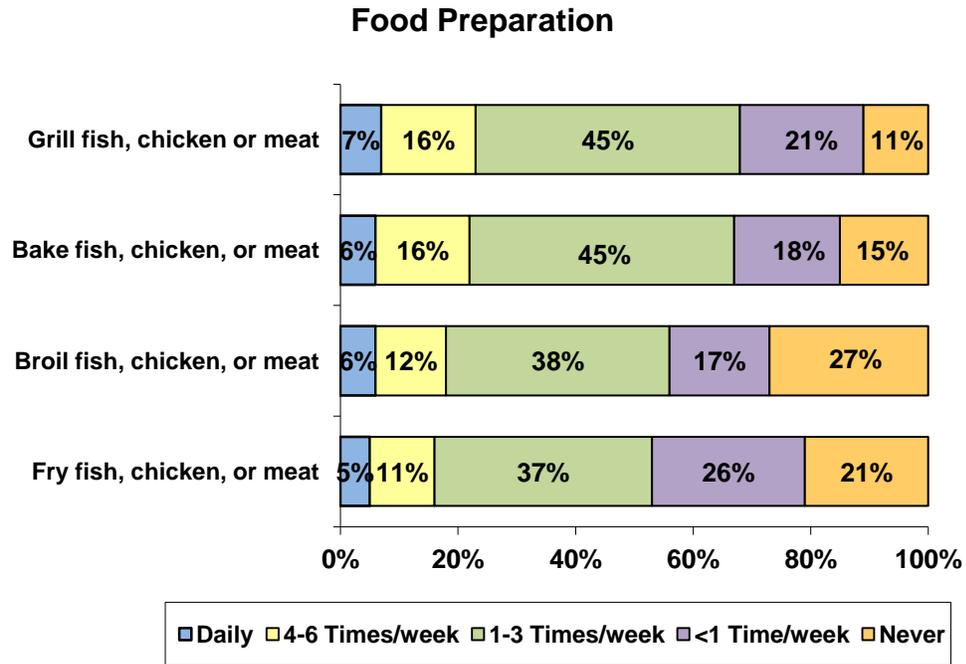 Food Preparation
Grill fish, chicken or meat 7% 16% 45% 21% 11%
Bake fish, chicken, or meat 6% 16% 45% 18% 15%
Broil fish, chicken, or meat 6% 12% 38% 17% 27%
Fry fish, chicken, or meat 5% 11% 37% 26% 21%
0% 20% 40% 60% 80% 100%
Daily 4-6 Times/week 1-3 Times/week <1 Time/week Never